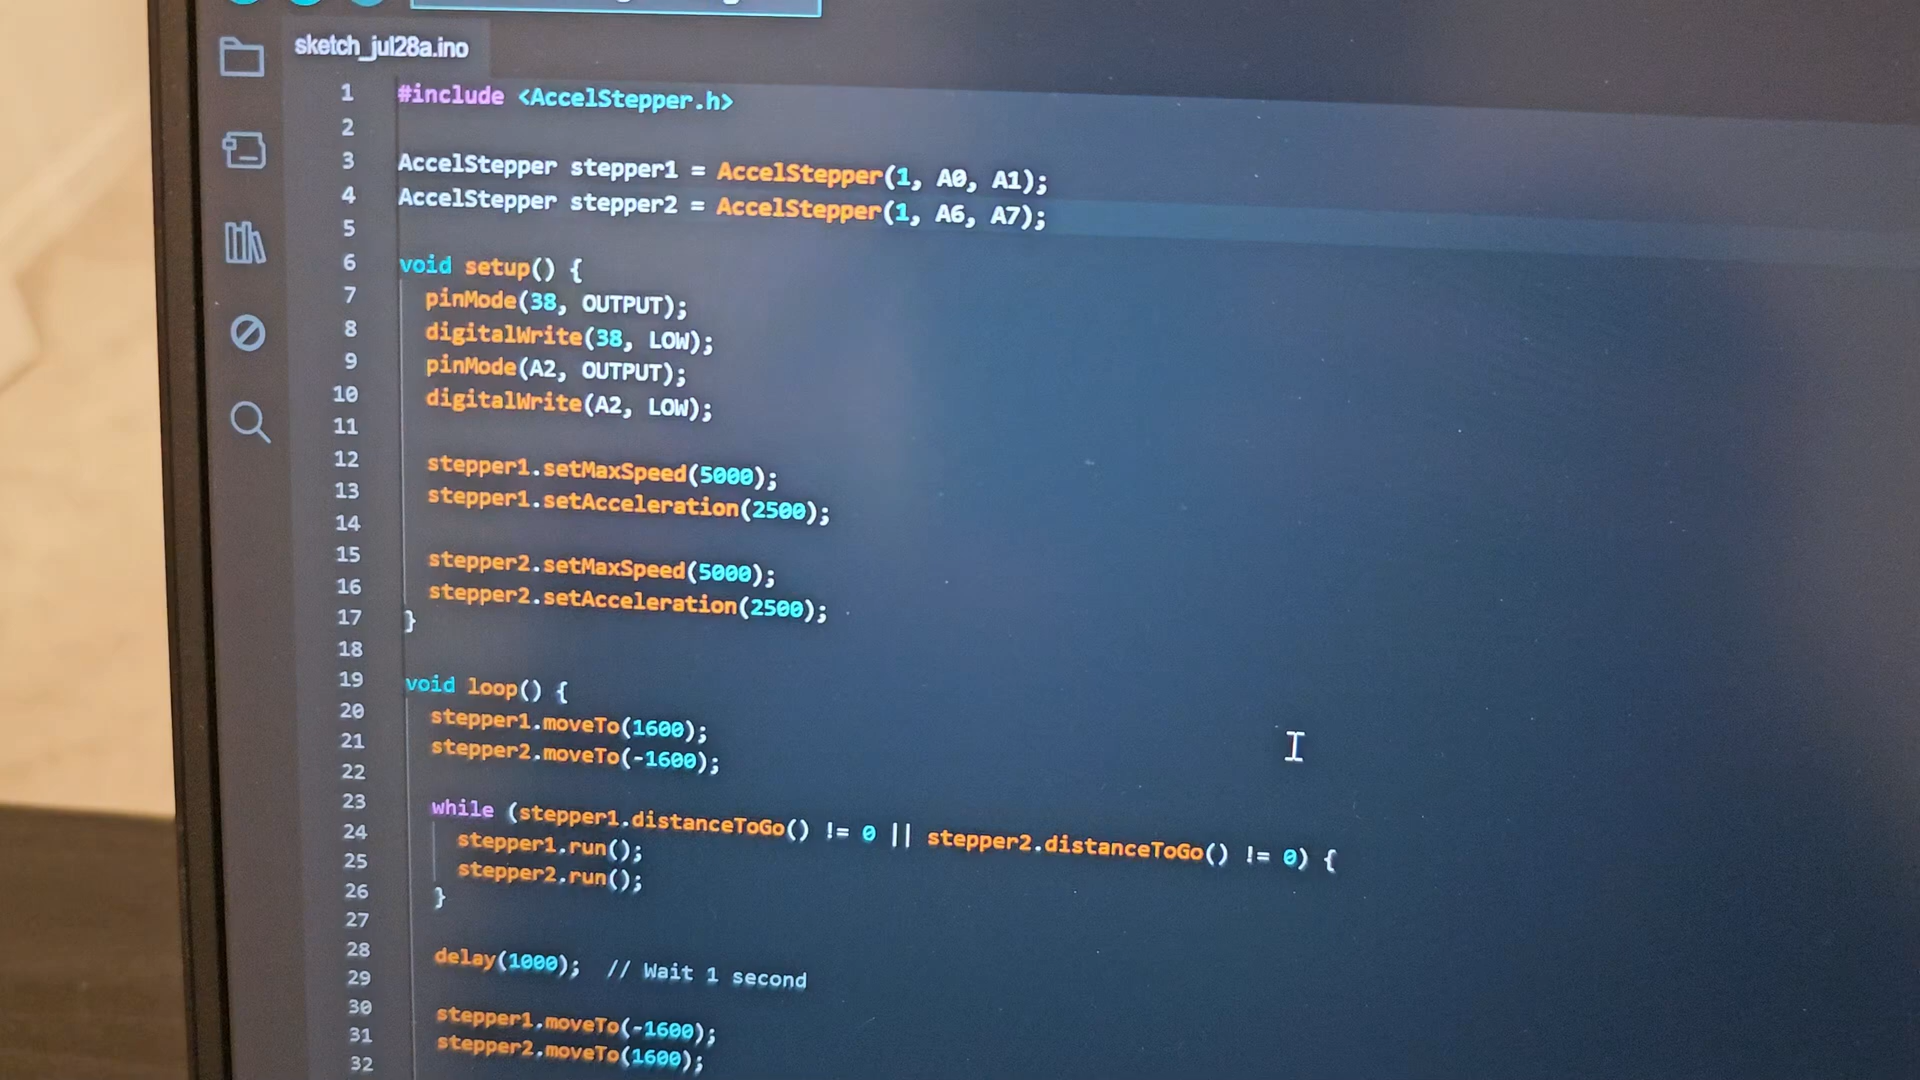 sketch_jul28a.ino
1 #include <AccelStepper.h>
2
3 AccelStepper stepper1 = AccelStepper(1, A0, A1);
4 AccelStepper stepper2 = AccelStepper(1, A6, A7);
5
6 void setup() {
7 pinMode(38, OUTPUT);
8 digitalWrite(38, LOW);
9 pinMode(A2, OUTPUT);
10 digitalWrite(A2, LOW);
11
12 stepper1.setMaxSpeed(5000);
13 stepper1.setAcceleration(2500);
14
15 stepper2.setMaxSpeed(5000);
16 stepper2.setAcceleration(2500);
17 }
18
19 void loop() {
20 stepper1.moveTo(1600);
21 stepper2.moveTo(-1600);
22
23 while (stepper1.distanceToGo() != 0 || stepper2.distanceToGo() != 0) {
24 stepper1.run();
25 stepper2.run();
26 }
27
28 delay(1000); // Wait 1 second
29
30 stepper1.moveTo(-1600);
31 stepper2.moveTo(1600);
32